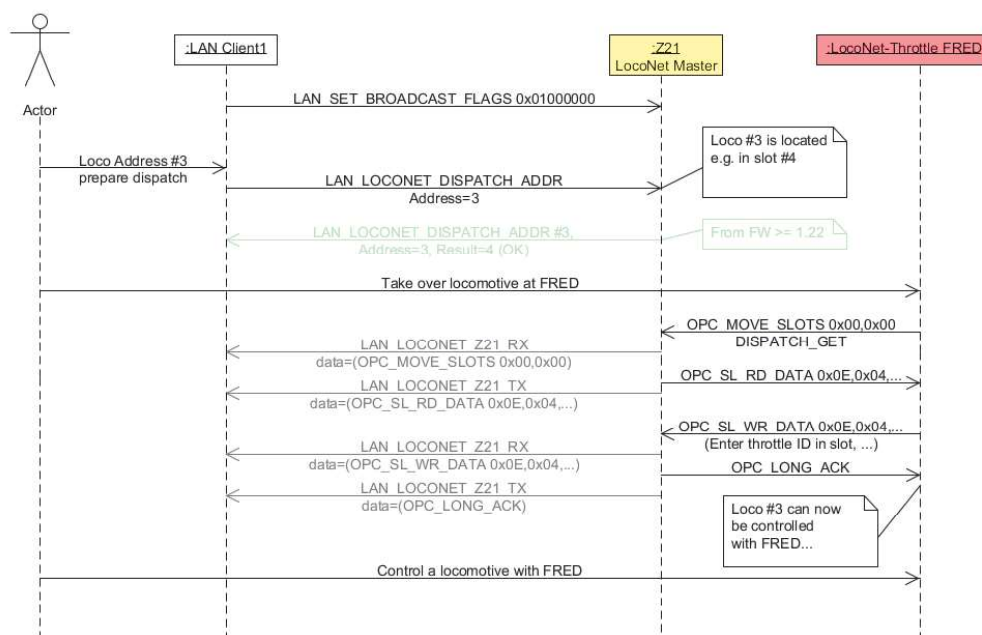 :LAN Client1
:Z21
LocoNet Master
:LocoNet-Throttle FRED
Actor
LAN_SET_BROADCAST_FLAGS 0x01000000
Loco Address #3
prepare dispatch
Loco #3 is located
e.g. in slot #4
LAN_LOCONET_DISPATCH_ADDR
Address=3
LAN_LOCONET_DISPATCH_ADDR #3,
Address=3, Result=4 (OK)
From FW >= 1.22
Take over locomotive at FRED
OPC_MOVE_SLOTS 0x00,0x00
DISPATCH_GET
LAN_LOCONET_Z21_RX
data=(OPC_MOVE_SLOTS 0x00,0x00)
OPC_SL_RD_DATA 0x0E,0x04,...
LAN_LOCONET_Z21_TX
data=(OPC_SL_RD_DATA 0x0E,0x04,...)
OPC_SL_WR_DATA 0x0E,0x04,...
(Enter throttle ID in slot, ...)
LAN_LOCONET_Z21_RX
data=(OPC_SL_WR_DATA 0x0E,0x04,...)
OPC_LONG_ACK
LAN_LOCONET_Z21_TX
data=(OPC_LONG_ACK)
Loco #3 can now
be controlled
with FRED...
Control a locomotive with FRED